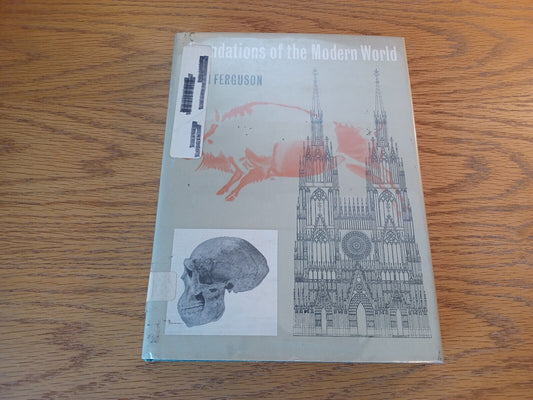 ndations of the Modern World
FERGUSON